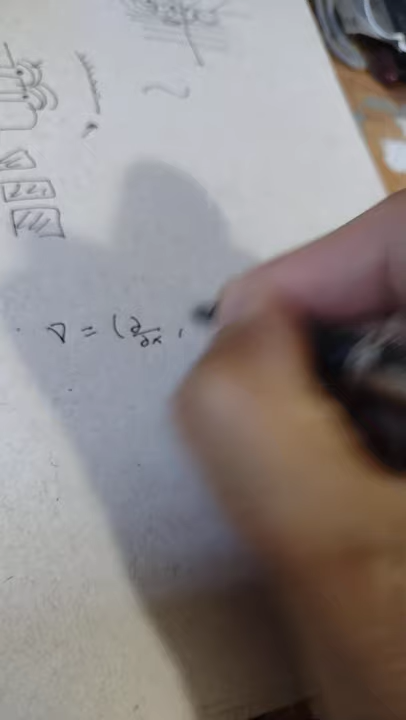 ∇ = (∂/∂x ,